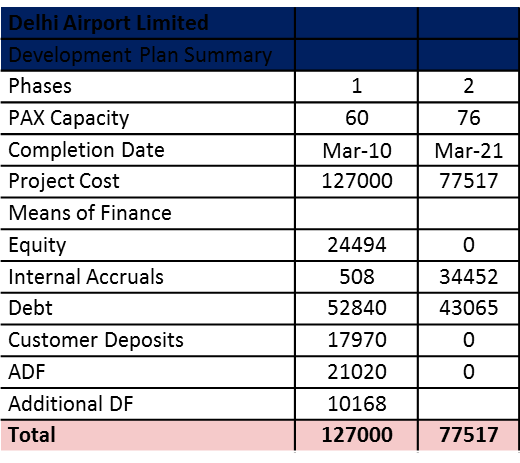 Delhi Airport Limited
Development Plan Summary
Phases 1 2
PAX Capacity 60 76
Completion Date Mar-10 Mar-21
Project Cost 127000 77517
Means of Finance
Equity 24494 0
Internal Accruals 508 34452
Debt 52840 43065
Customer Deposits 17970 0
ADF 21020 0
Additional DF 10168
Total 127000 77517